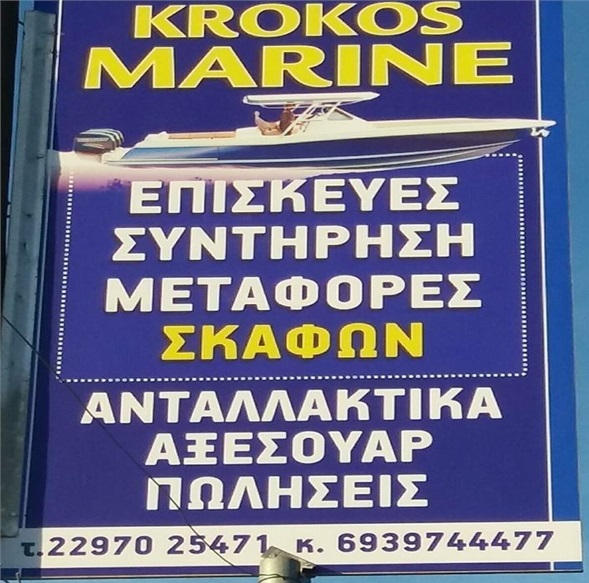 KROKOS
MARINE
ΕΠΙΣΚΕΥΕΣ
ΣΥΝΤΗΡΗΣΗ
ΜΕΤΑΦΟΡΕΣ
ΣΚΑΦΩΝ
ΑΝΤΑΛΛΑΚΤΙΚΑ
ΑΞΕΣΟΥΑΡ
ΠΩΛΗΣΕΙΣ
τ.22970 25471 κ. 6939744477